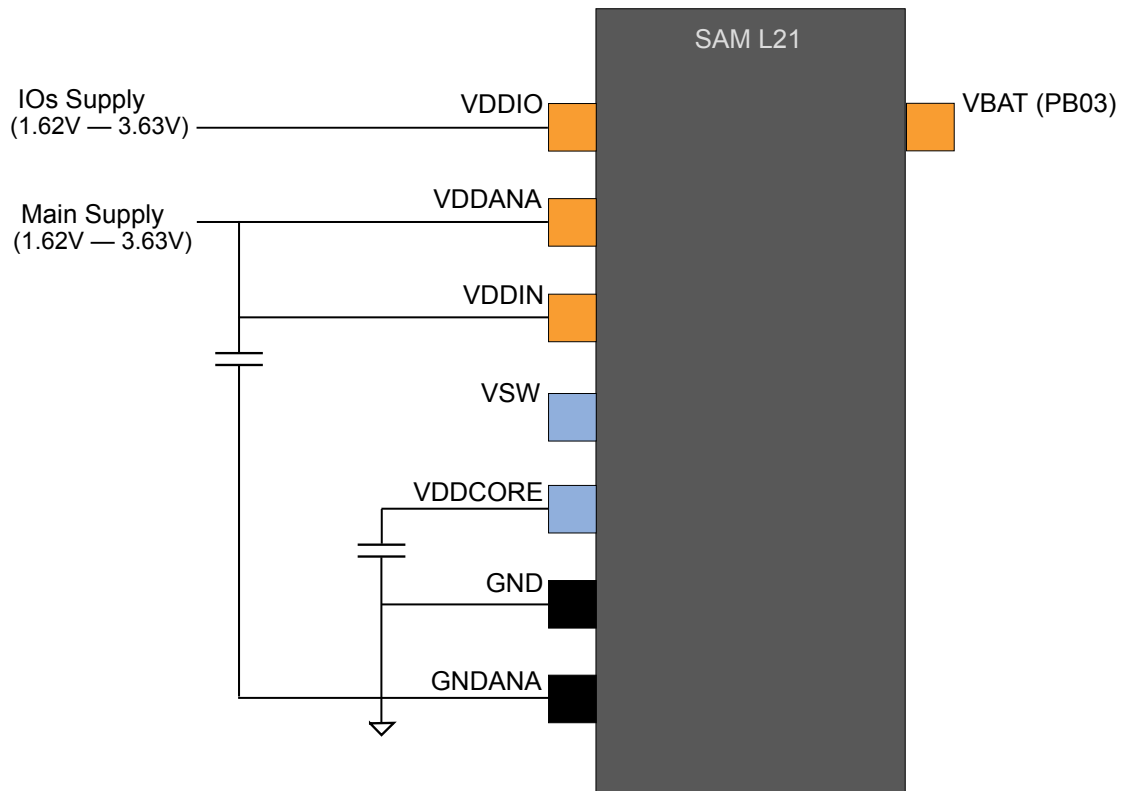 SAM L21
IOs Supply
(1.62V — 3.63V)
VDDIO
VBAT (PB03)
Main Supply
(1.62V — 3.63V)
VDDANA
VDDIN
VSW
VDDCORE
GND
GNDANA